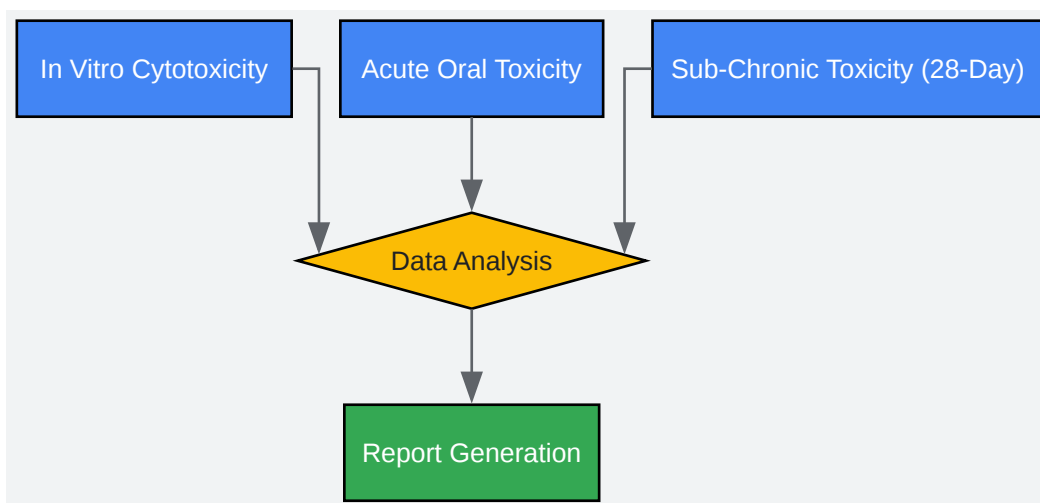 In Vitro Cytotoxicity
Acute Oral Toxicity
Sub-Chronic Toxicity (28-Day)
Data Analysis
Report Generation